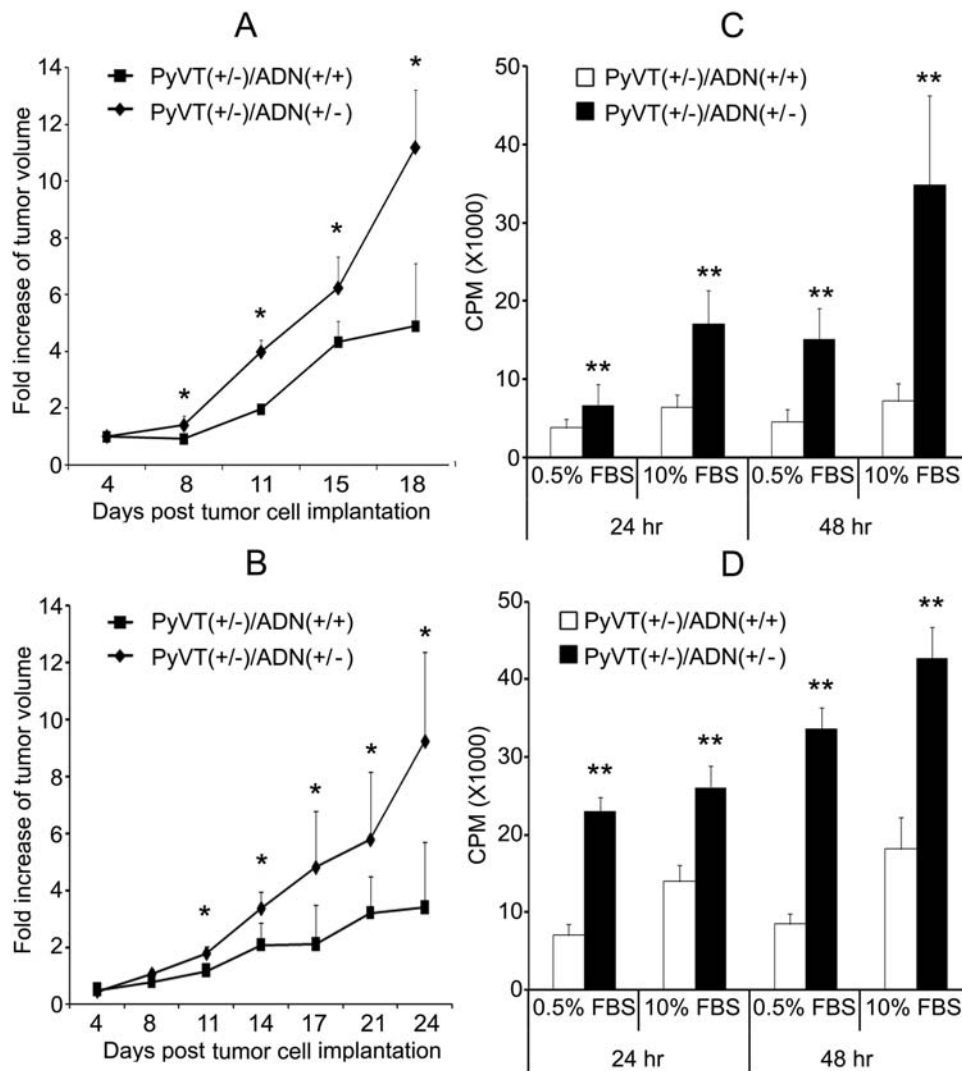 A
14
12
10
8
6
4
2
0
Fold increase of tumor volume
PyVT(+/-)/ADN(+/+)
PyVT(+/-)/ADN(+/-)
*
*
*
*
*
4 8 11 15 18
Days post tumor cell implantation
C
50
40
30
20
10
0
CPM (X1000)
PyVT(+/-)/ADN(+/+)
PyVT(+/-)/ADN(+/-)
**
**
**
**
0.5% FBS 10% FBS 0.5% FBS 10% FBS
24 hr 48 hr
B
14
12
10
8
6
4
2
0
Fold increase of tumor volume
PyVT(+/-)/ADN(+/+)
PyVT(+/-)/ADN(+/-)
*
*
*
*
*
4 8 11 14 17 21 24
Days post tumor cell implantation
D
50
40
30
20
10
0
CPM (X1000)
PyVT(+/-)/ADN(+/+)
PyVT(+/-)/ADN(+/-)
**
**
**
**
0.5% FBS 10% FBS 0.5% FBS 10% FBS
24 hr 48 hr